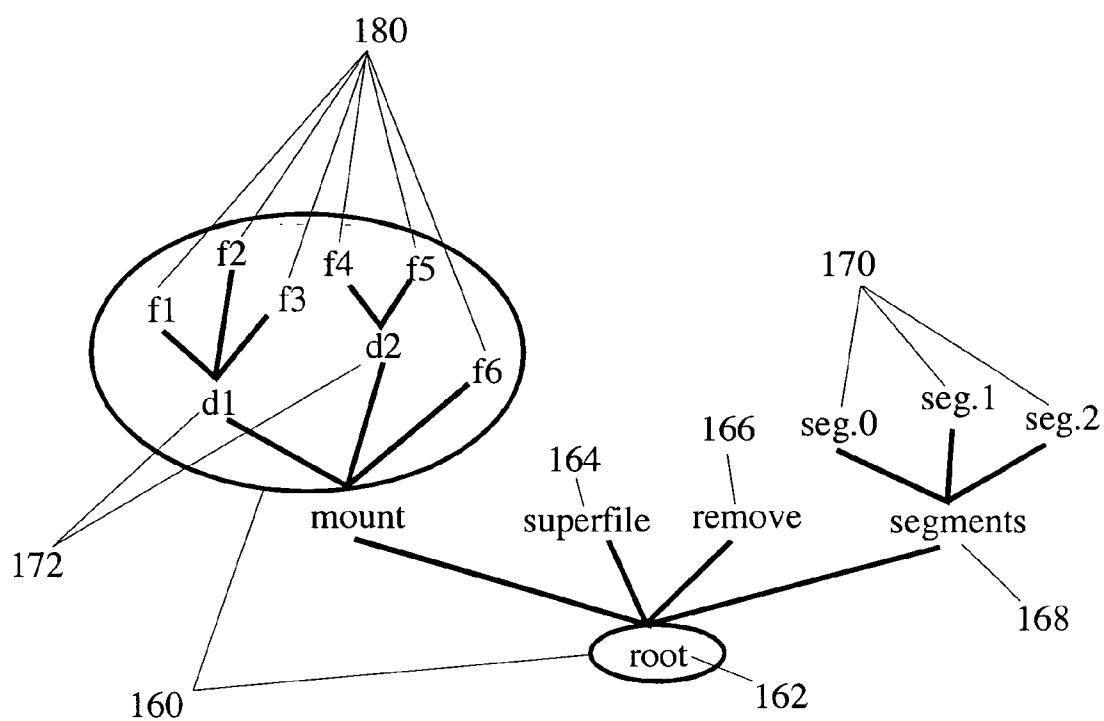 180
f2
f4
f5
170
f1
f3
d2
f6
seg.1
d1
seg.0
seg.2
166
164
mount
superfile
remove
segments
172
168
root
160
162